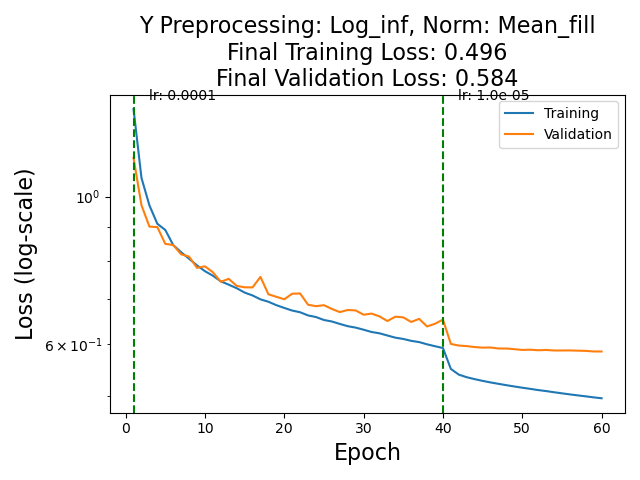 Y Preprocessing: Log_inf, Norm: Mean_fill
Final Training Loss: 0.496
Final Validation Loss: 0.584
lr: 0.0001
lr: 1.0e-05
Training
Validation
10⁰
6 × 10⁻¹
Loss (log-scale)
0 10 20 30 40 50 60
Epoch